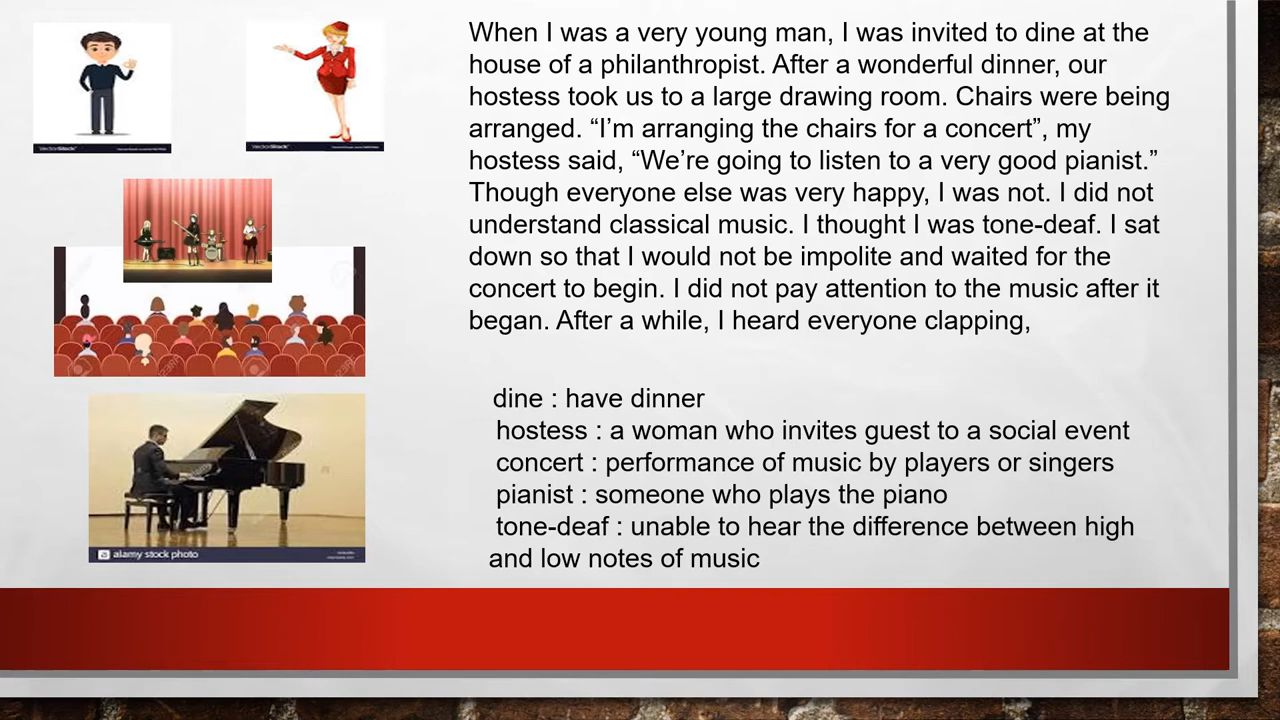 When I was a very young man, I was invited to dine at the
house of a philanthropist. After a wonderful dinner, our
hostess took us to a large drawing room. Chairs were being
arranged. “I’m arranging the chairs for a concert”, my
hostess said, “We’re going to listen to a very good pianist.”
Though everyone else was very happy, I was not. I did not
understand classical music. I thought I was tone-deaf. I sat
down so that I would not be impolite and waited for the
concert to begin. I did not pay attention to the music after it
began. After a while, I heard everyone clapping,
dine : have dinner
hostess : a woman who invites guest to a social event
concert : performance of music by players or singers
pianist : someone who plays the piano
tone-deaf : unable to hear the difference between high
and low notes of music
VectorStock
VectorStock
123RF
a alamy stock photo